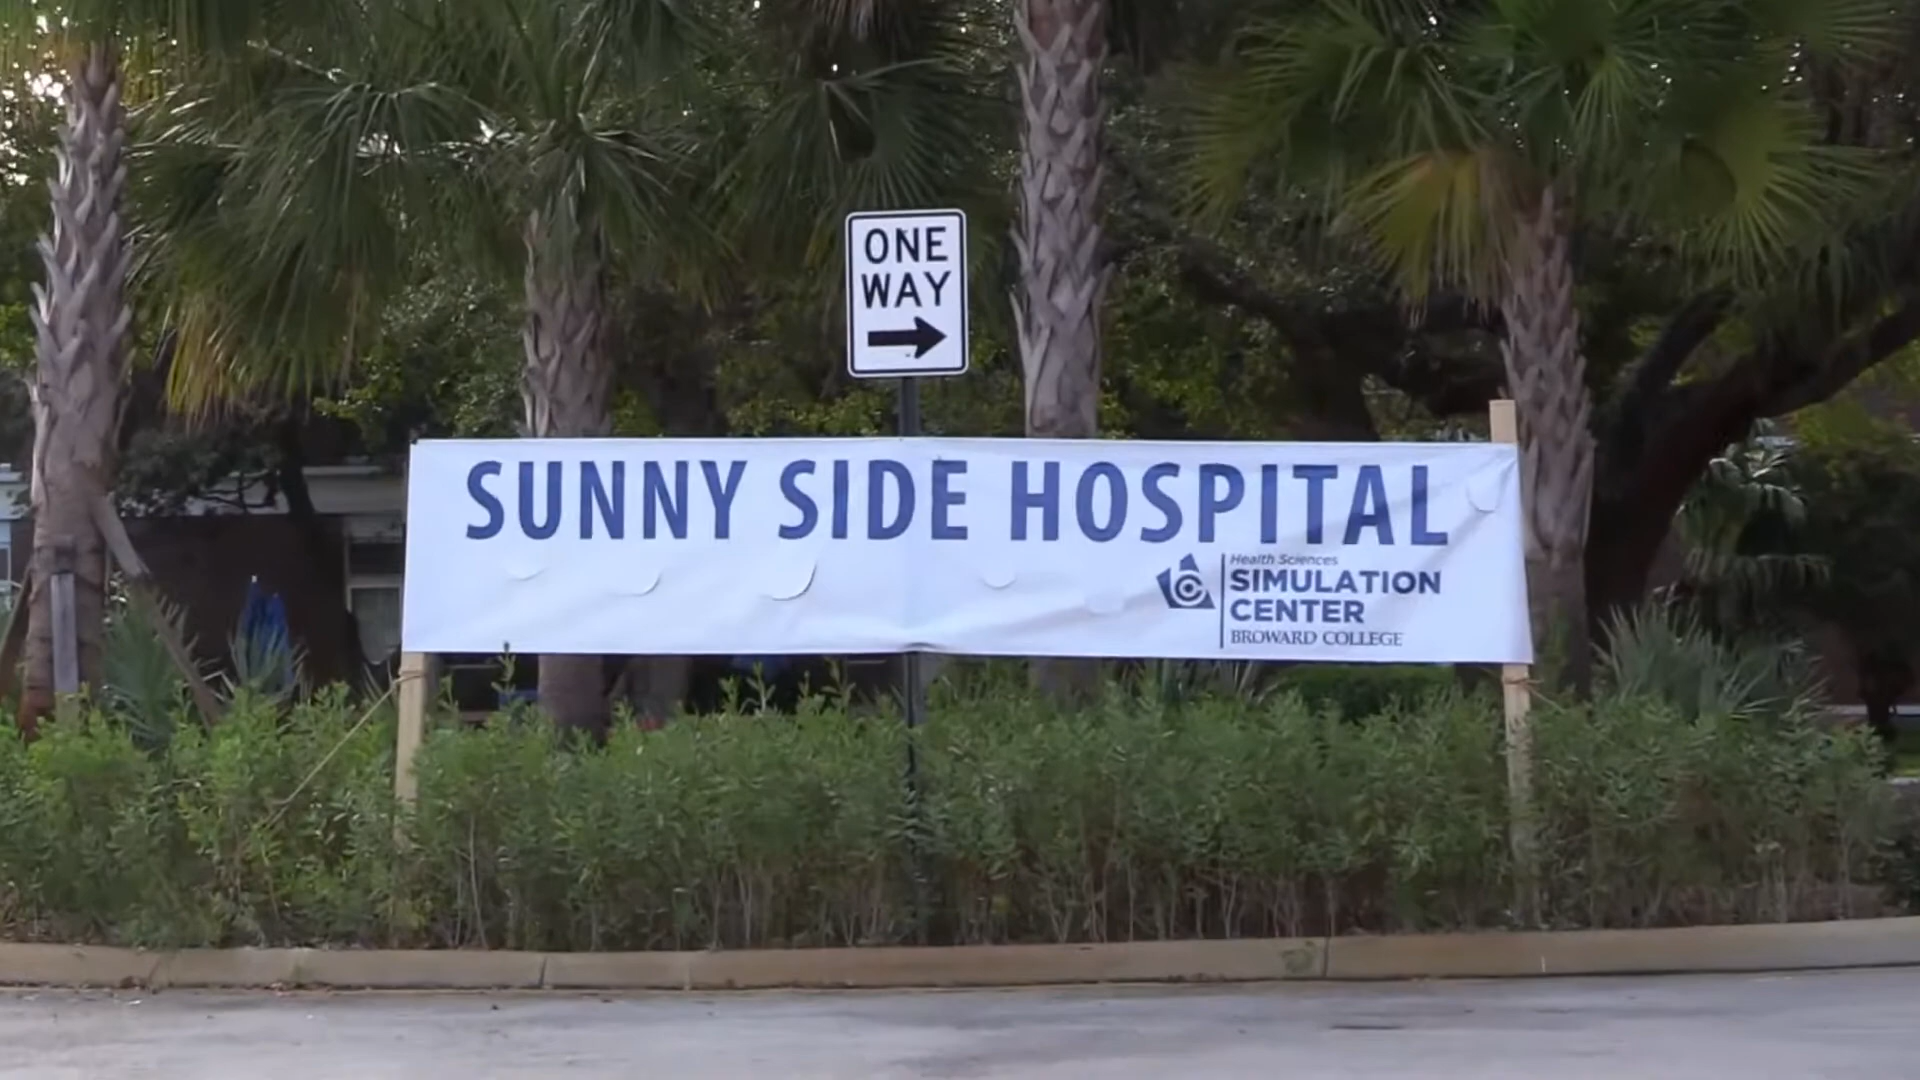 ONE
WAY
SUNNY SIDE HOSPITAL
Health Sciences
SIMULATION
CENTER
BROWARD COLLEGE